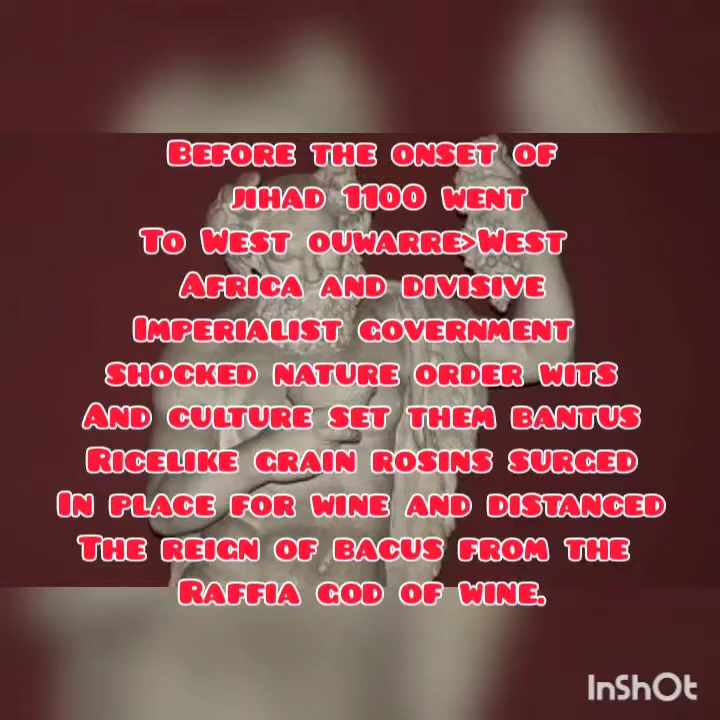 Before the onset of
jihad 1100 went
To West ouwarre>West
Africa and divisive
Imperialist government
shocked nature order wits
And culture set them bantus
Ricelike grain rosins surged
In place for wine and distanced
The reign of bacus from the
Raffia god of wine.
InShOt